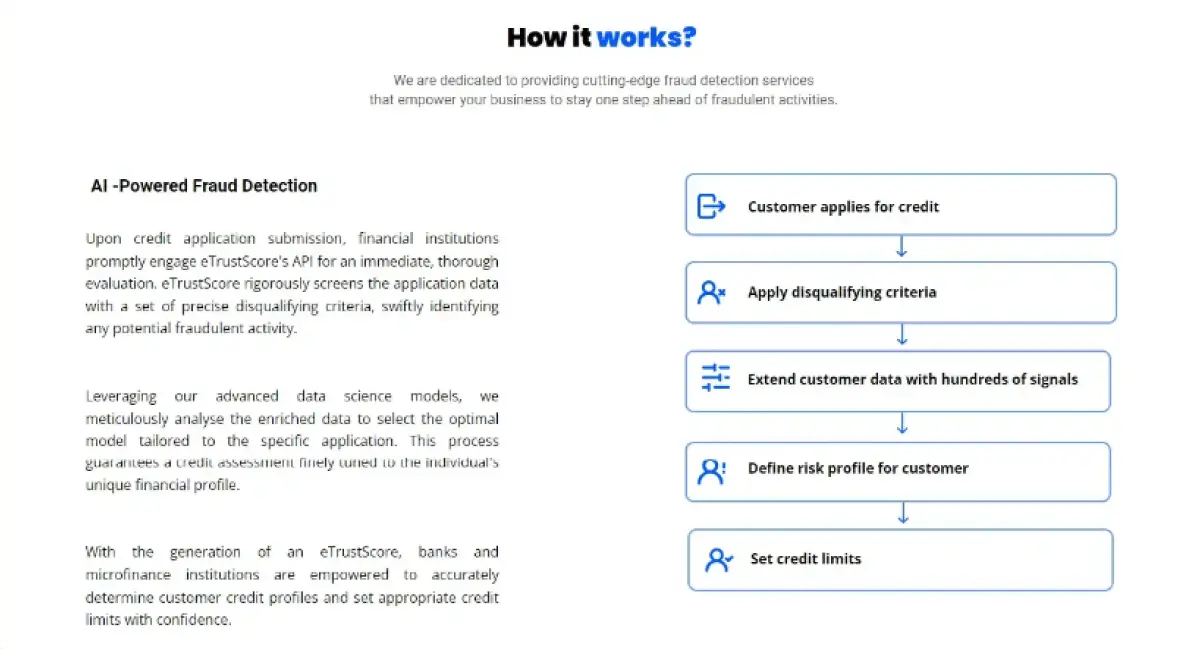 How it works?
We are dedicated to providing cutting-edge fraud detection services
that empower your business to stay one step ahead of fraudulent activities.
AI -Powered Fraud Detection
Upon credit application submission, financial institutions
promptly engage eTrustScore's API for an immediate, thorough
evaluation. eTrustScore rigorously screens the application data
with a set of precise disqualifying criteria, swiftly identifying
any potential fraudulent activity.
Leveraging our advanced data science models, we
meticulously analyse the enriched data to select the optimal
model tailored to the specific application. This process
guarantees a credit assessment finely tuned to the individual's
unique financial profile.
With the generation of an eTrustScore, banks and
microfinance institutions are empowered to accurately
determine customer credit profiles and set appropriate credit
limits with confidence.
Customer applies for credit
Apply disqualifying criteria
Extend customer data with hundreds of signals
Define risk profile for customer
Set credit limits